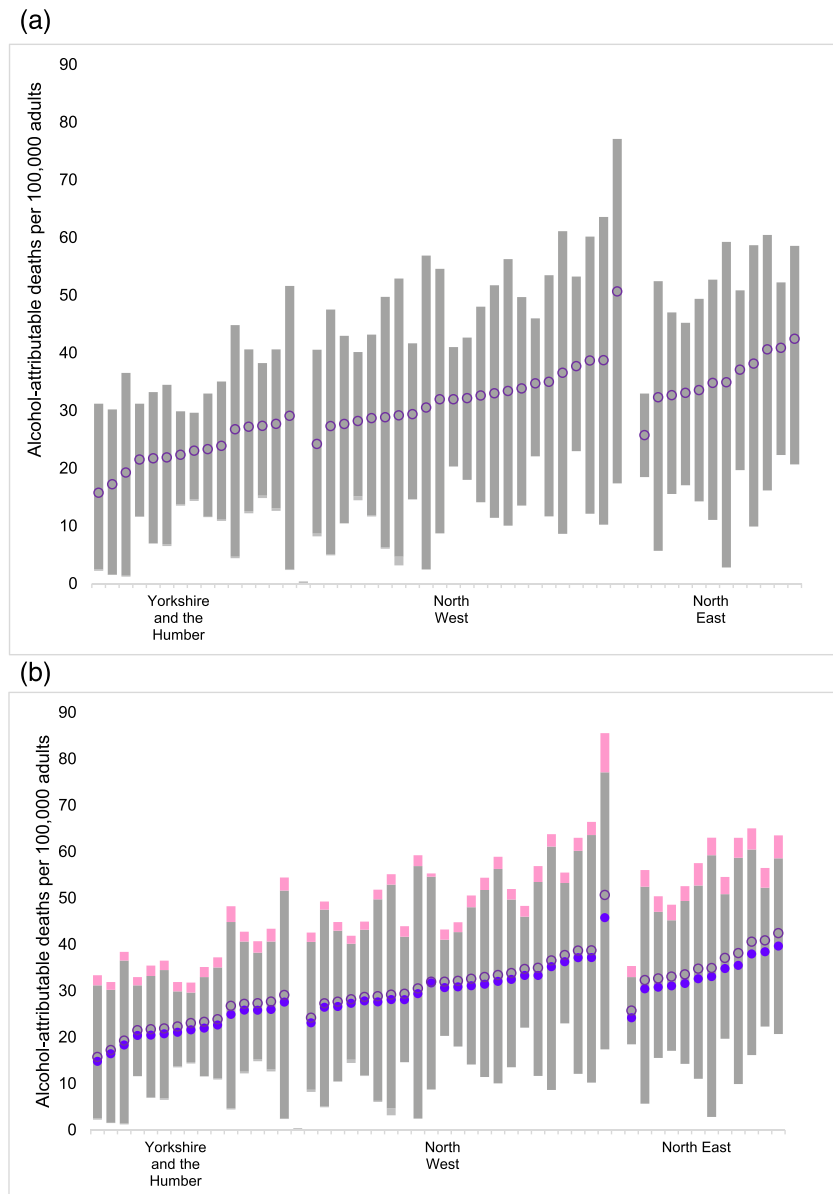 (a)
Alcohol-attributable deaths per 100,000 adults
90
80
70
60
50
40
30
20
10
0
Yorkshire
and the
Humber
North
West
North
East
(b)
Alcohol-attributable deaths per 100,000 adults
90
80
70
60
50
40
30
20
10
0
Yorkshire
and the
Humber
North
West
North East